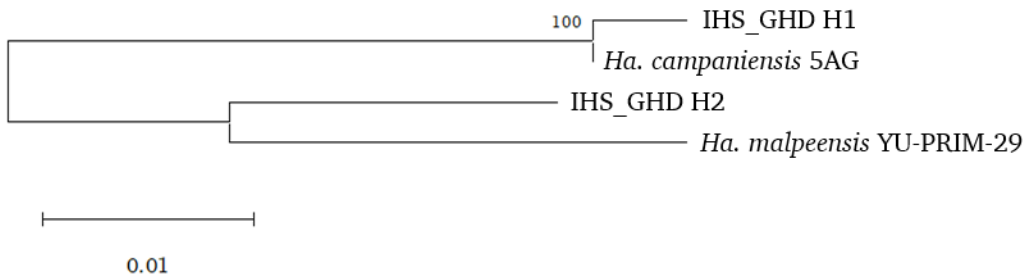 100
IHS_GHD H1
Ha. campaniensis 5AG
IHS_GHD H2
Ha. malpeensis YU-PRIM-29
0.01